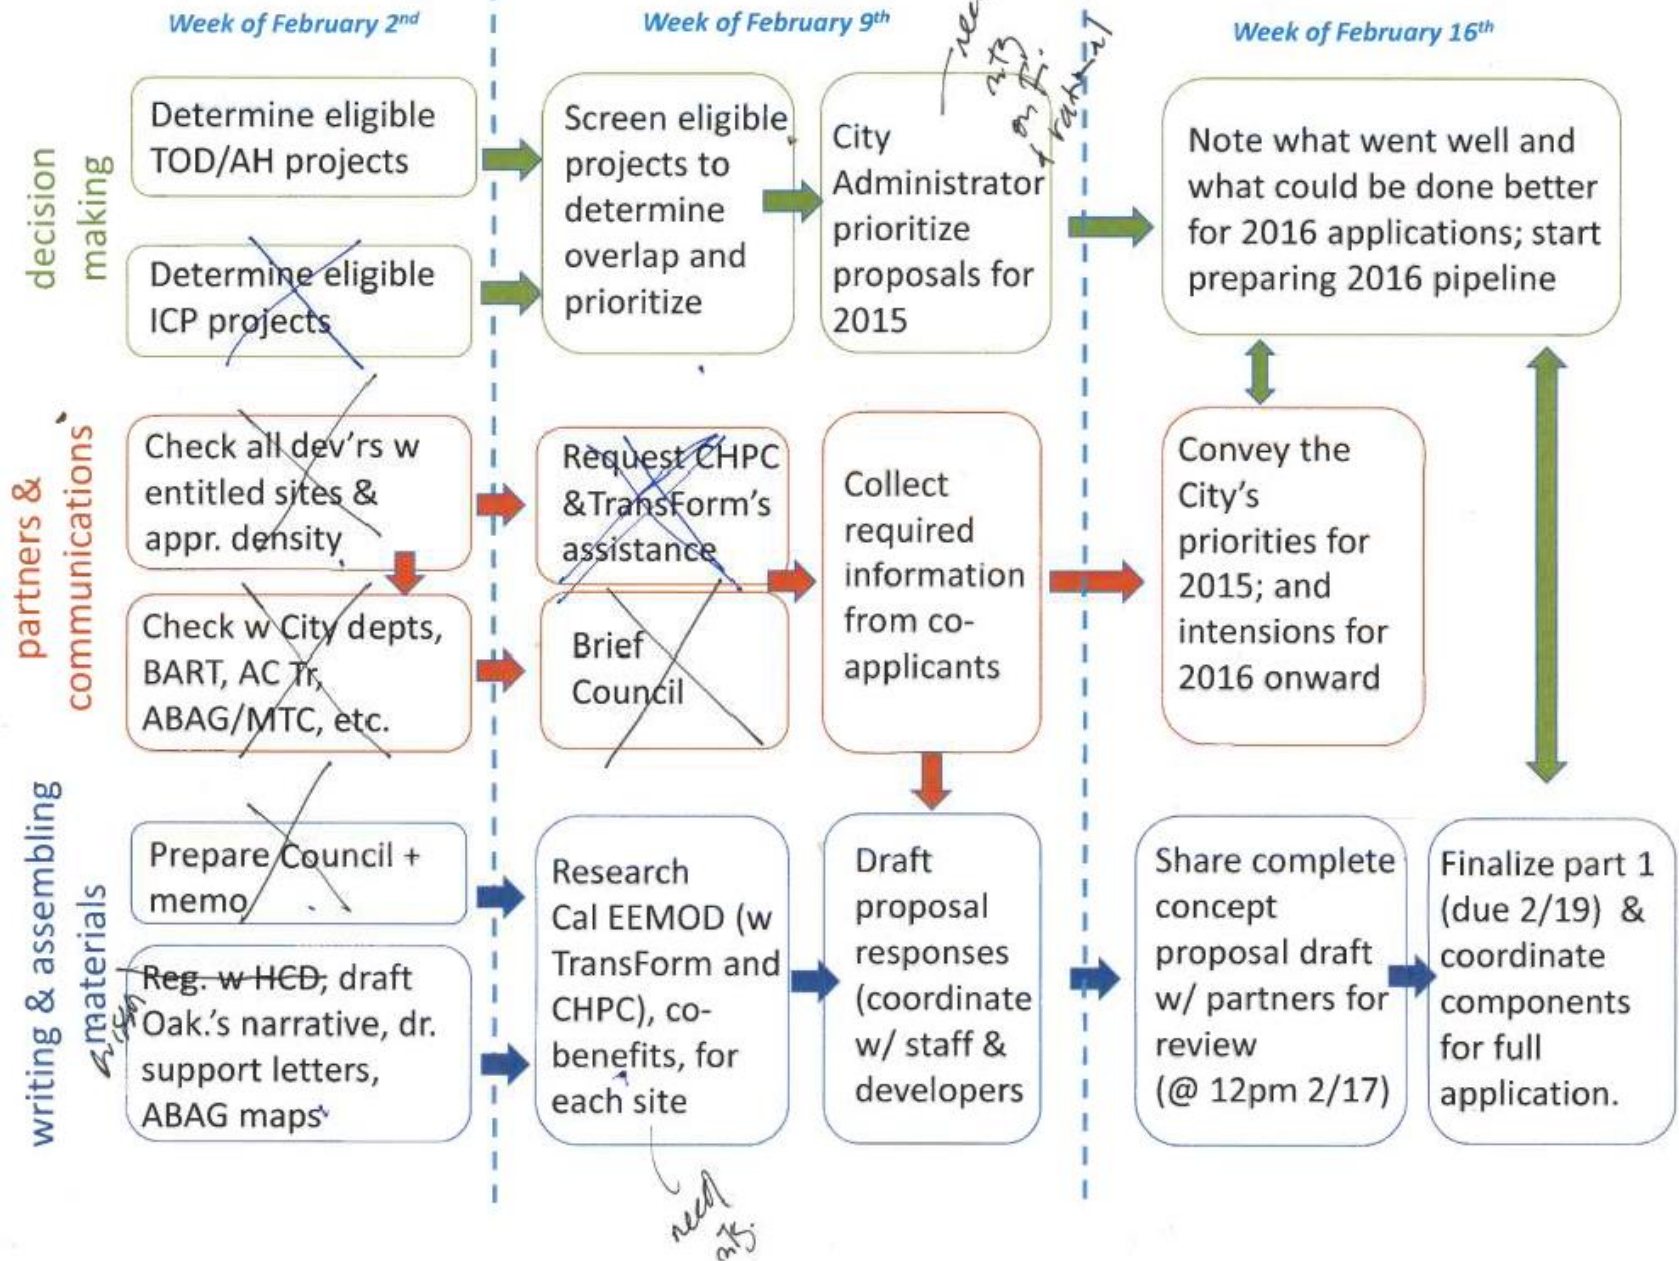 Week of February 2nd
Week of February 9th
Week of February 16th
decision
making
Determine eligible
TOD/AH projects
Determine eligible
ICP projects
Screen eligible
projects to
determine
overlap and
prioritize
City
Administrator
prioritize
proposals for
2015
Note what went well and
what could be done better
for 2016 applications; start
preparing 2016 pipeline
partners &
communications
Check all dev'rs w
entitled sites &
appr. density
Check w City depts,
BART, AC Tr,
ABAG/MTC, etc.
Request CHPC
&TransForm's
assistance
Brief
Council
Collect
required
information
from co-
applicants
Convey the
City's
priorities for
2015; and
intensions for
2016 onward
writing & assembling
materials
Prepare Council +
memo
Reg. w HCD, draft
Oak.'s narrative, dr.
support letters,
ABAG maps
Research
Cal EEMOD (w
TransForm and
CHPC), co-
benefits, for
each site
need
mtg.
Draft
proposal
responses
(coordinate
w/ staff &
developers
Share complete
concept
proposal draft
w/ partners for
review
(@ 12pm 2/17)
Finalize part 1
(due 2/19) &
coordinate
components
for full
application.